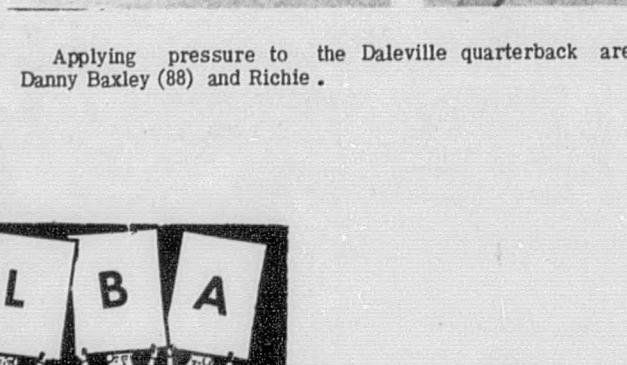 Applying pressure to the Daleville quarterback are
Danny Baxley (88) and Richie .
L B A